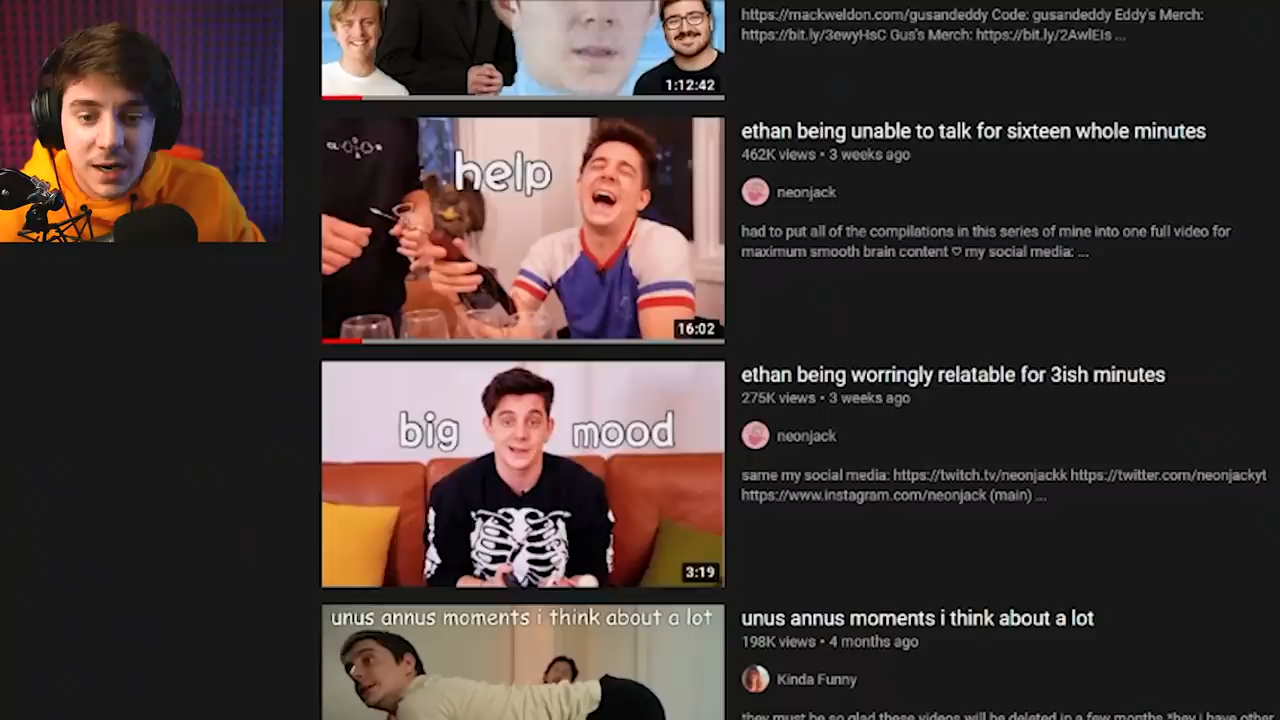 https://mackweldon.com/gusandeddy Code: gusandeddy Eddy's Merch:
https://bit.ly/3ewyHsC Gus's Merch: https://bit.ly/2AwlEIs ...
1:12:42
help
16:02
ethan being unable to talk for sixteen whole minutes
462K views • 3 weeks ago
neonjack
had to put all of the compilations in this series of mine into one full video for
maximum smooth brain content ♡ my social media: ...
big mood
3:19
ethan being worringly relatable for 3ish minutes
275K views • 3 weeks ago
neonjack
same my social media: https://twitch.tv/neonjackk https://twitter.com/neonjackyt
https://www.instagram.com/neonjack (main) ...
unus annus moments i think about a lot
unus annus moments i think about a lot
198K views • 4 months ago
Kinda Funny
they must be so glad these videos will be deleted in a few months *hey i have other